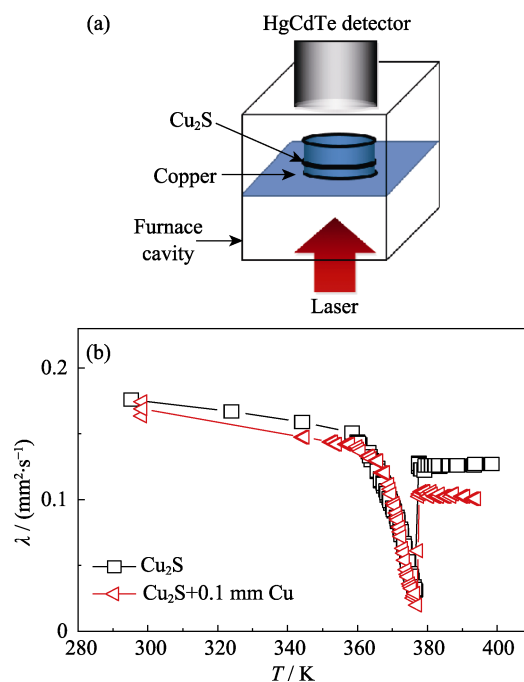 (a)
HgCdTe detector
Cu₂S
Copper
Furnace
cavity
Laser
(b)
0.2
0.1
0
λ / (mm²·s⁻¹)
Cu₂S
Cu₂S+0.1 mm Cu
280 300 320 340 360 380 400
T / K